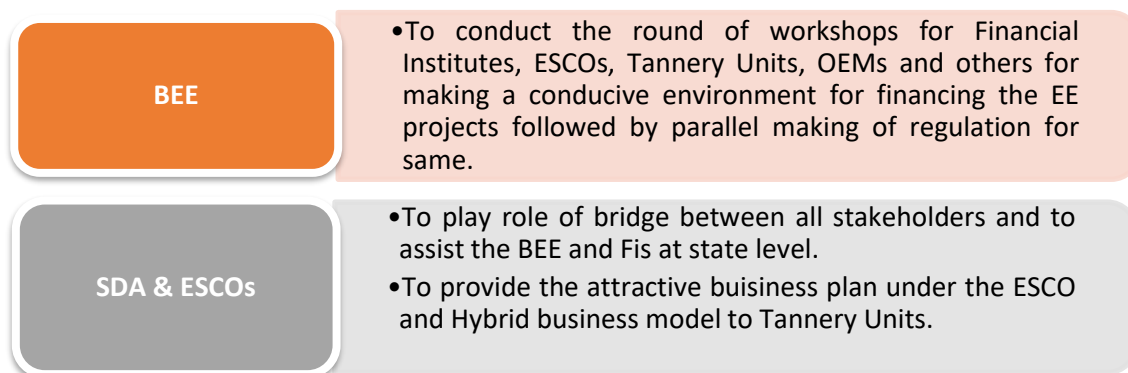 BEE
•To conduct the round of workshops for Financial
Institutes, ESCOs, Tannery Units, OEMs and others for
making a conducive environment for financing the EE
projects followed by parallel making of regulation for
same.
SDA & ESCOs
•To play role of bridge between all stakeholders and to
assist the BEE and Fis at state level.
•To provide the attractive buisiness plan under the ESCO
and Hybrid business model to Tannery Units.